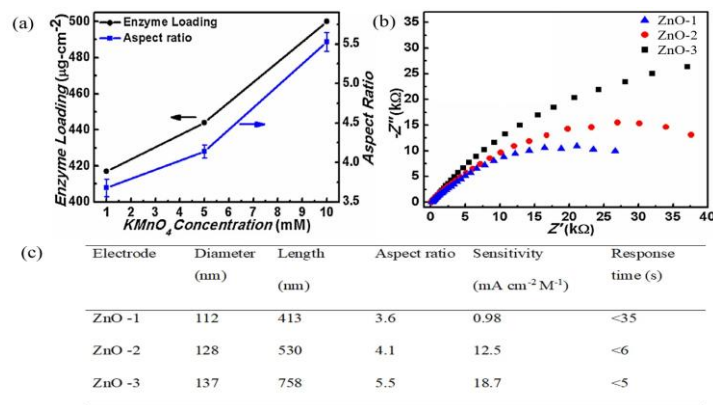 (a)
Enzyme Loading
Aspect ratio
Enzyme Loading (μg-cm⁻²)
500
480
460
440
420
400
Aspect Ratio
5.5
5.0
4.5
4.0
3.5
1 2 3 4 5 6 7 8 9 10
KMnO₄ Concentration (mM)
(b)
ZnO-1
ZnO-2
ZnO-3
-Z''(kΩ)
35
30
25
20
15
10
5
0
0 5 10 15 20 25 30 35 40
Z'(kΩ)
(c)
Electrode Diameter Length Aspect ratio Sensitivity Response
(nm) (nm) (mA cm⁻² M⁻¹) time (s)
ZnO -1 112 413 3.6 0.98 <35
ZnO -2 128 530 4.1 12.5 <6
ZnO -3 137 758 5.5 18.7 <5